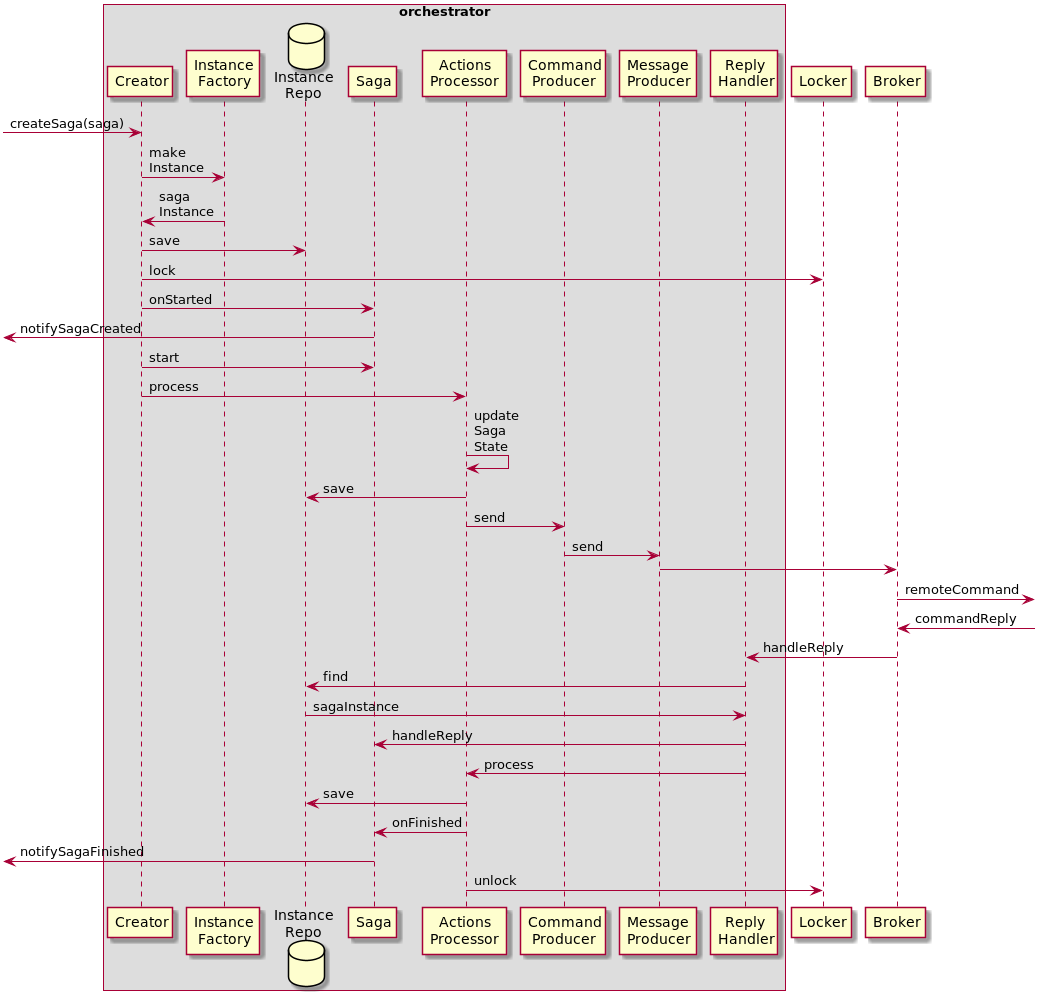 orchestrator
Creator
Instance
Factory
Instance
Repo
Saga
Actions
Processor
Command
Producer
Message
Producer
Reply
Handler
Locker
Broker
createSaga(saga)
make
Instance
saga
Instance
save
lock
onStarted
notifySagaCreated
start
process
update
Saga
State
save
send
send
remoteCommand
commandReply
handleReply
find
sagaInstance
handleReply
process
save
onFinished
notifySagaFinished
unlock
Creator
Instance
Factory
Instance
Repo
Saga
Actions
Processor
Command
Producer
Message
Producer
Reply
Handler
Locker
Broker